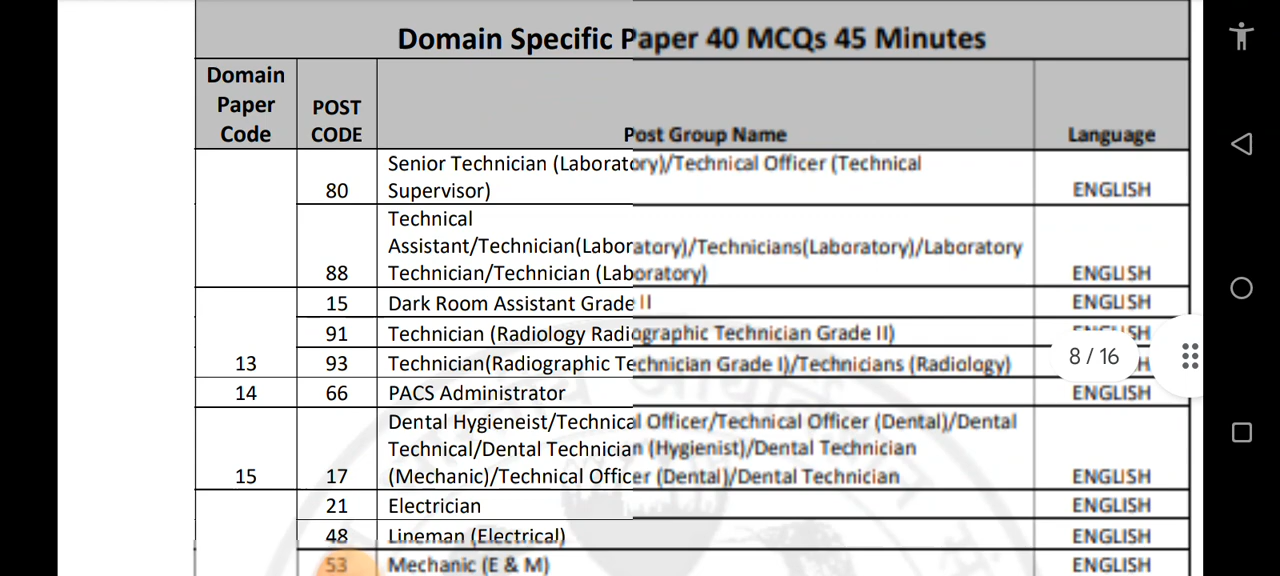 Domain Specific Paper 40 MCQs 45 Minutes
Domain Paper Code POST CODE Post Group Name Language
Senior Technician (Laboratory)/Technical Officer (Technical
80 Supervisor) ENGLISH
Technical
Assistant/Technician(Laboratory)/Technicians(Laboratory)/Laboratory
88 Technician/Technician (Laboratory) ENGLISH
15 Dark Room Assistant Grade II ENGLISH
91 Technician (Radiology Radiographic Technician Grade II)
13 93 Technician(Radiographic Technician Grade I)/Technicians (Radiology)
8 / 16
14 66 PACS Administrator ENGLISH
Dental Hygieneist/Technical Officer/Technical Officer (Dental)/Dental
Technical/Dental Technician (Hygienist)/Dental Technician
15 17 (Mechanic)/Technical Officer (Dental)/Dental Technician ENGLISH
21 Electrician ENGLISH
48 Lineman (Electrical) ENGLISH
53 Mechanic (E & M) ENGLISH